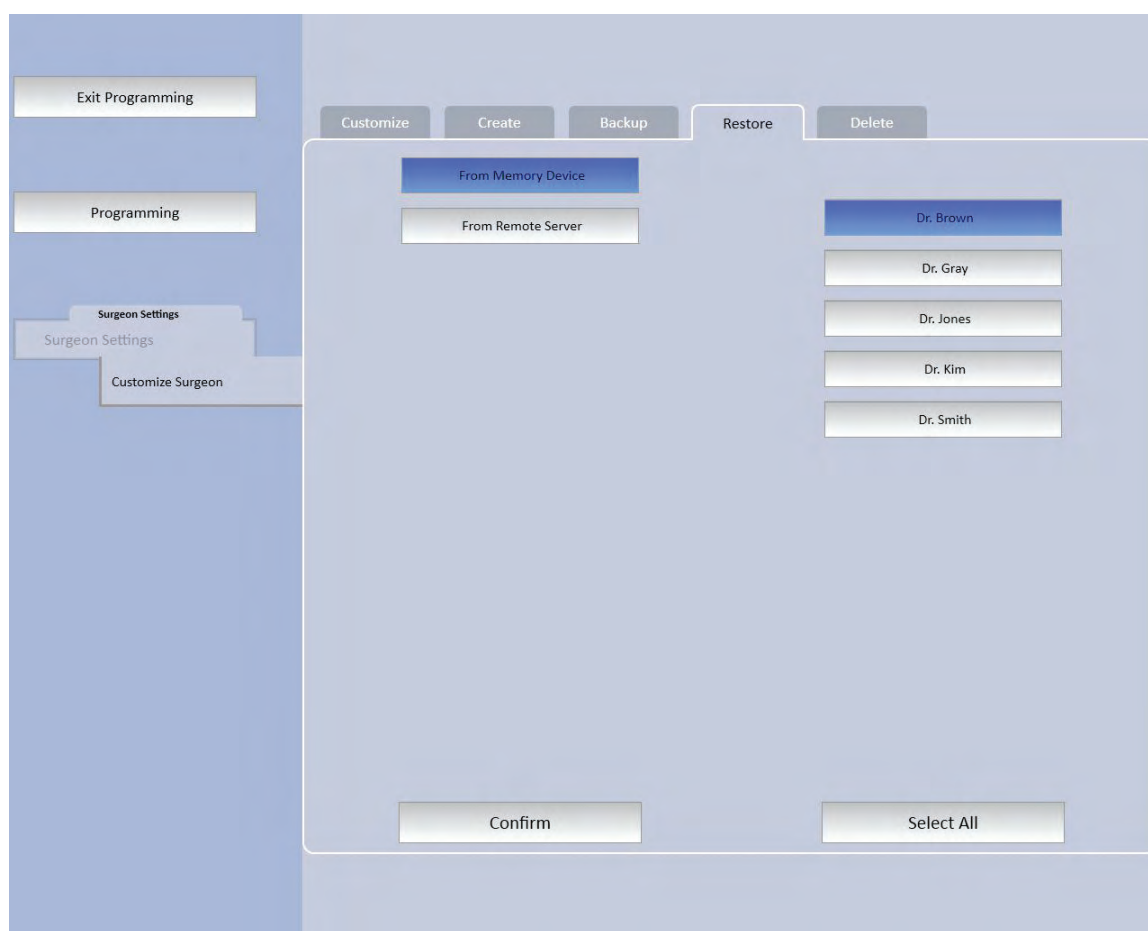 Exit Programming
Programming
Surgeon Settings
Surgeon Settings
Customize Surgeon
Customize
Create
Backup
Restore
Delete
From Memory Device
From Remote Server
Dr. Brown
Dr. Gray
Dr. Jones
Dr. Kim
Dr. Smith
Confirm
Select All